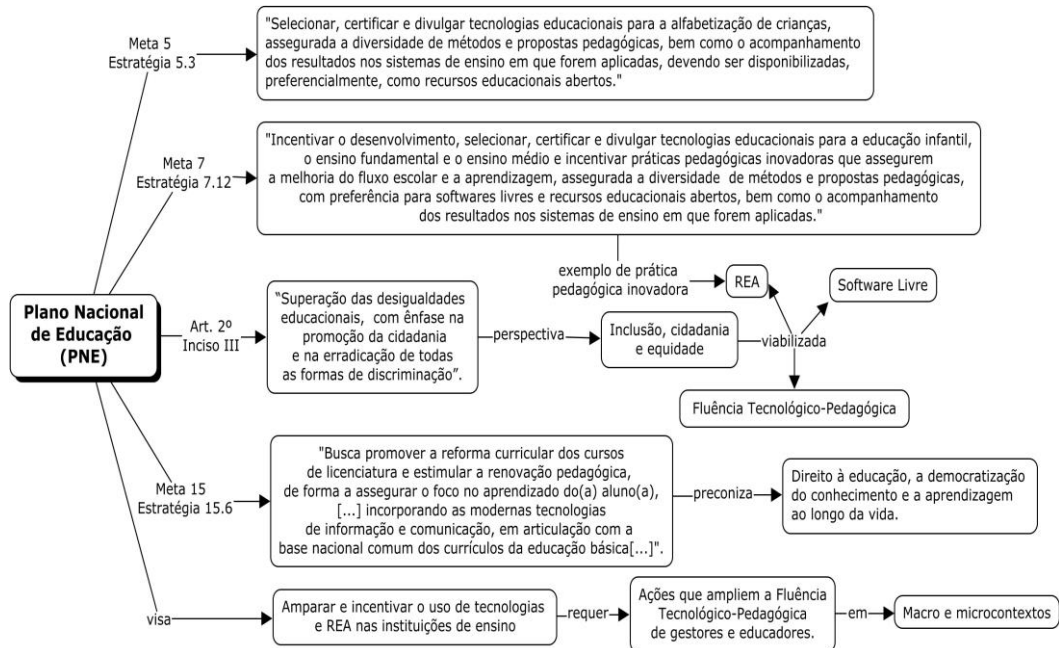 Meta 5
Estratégia 5.3
"Selecionar, certificar e divulgar tecnologias educacionais para a alfabetização de crianças,
assegurada a diversidade de métodos e propostas pedagógicas, bem como o acompanhamento
dos resultados nos sistemas de ensino em que forem aplicadas, devendo ser disponibilizadas,
preferencialmente, como recursos educacionais abertos."
Meta 7
Estratégia 7.12
"Incentivar o desenvolvimento, selecionar, certificar e divulgar tecnologias educacionais para a educação infantil,
o ensino fundamental e o ensino médio e incentivar práticas pedagógicas inovadoras que assegurem
a melhoria do fluxo escolar e a aprendizagem, assegurada a diversidade de métodos e propostas pedagógicas,
com preferência para softwares livres e recursos educacionais abertos, bem como o acompanhamento
dos resultados nos sistemas de ensino em que forem aplicadas."
exemplo de prática
pedagógica inovadora
REA
Software Livre
Plano Nacional
de Educação
(PNE)
Art. 2º
Inciso III
“Superação das desigualdades
educacionais, com ênfase na
promoção da cidadania
e na erradicação de todas
as formas de discriminação”.
perspectiva
Inclusão, cidadania
e equidade
viabilizada
Fluência Tecnológico-Pedagógica
Meta 15
Estratégia 15.6
"Busca promover a reforma curricular dos cursos
de licenciatura e estimular a renovação pedagógica,
de forma a assegurar o foco no aprendizado do(a) aluno(a),
[...] incorporando as modernas tecnologias
de informação e comunicação, em articulação com a
base nacional comum dos currículos da educação básica[...]".
preconiza
Direito à educação, a democratização
do conhecimento e a aprendizagem
ao longo da vida.
visa
Amparar e incentivar o uso de tecnologias
e REA nas instituições de ensino
requer
Ações que ampliem a Fluência
Tecnológico-Pedagógica
de gestores e educadores.
em
Macro e microcontextos